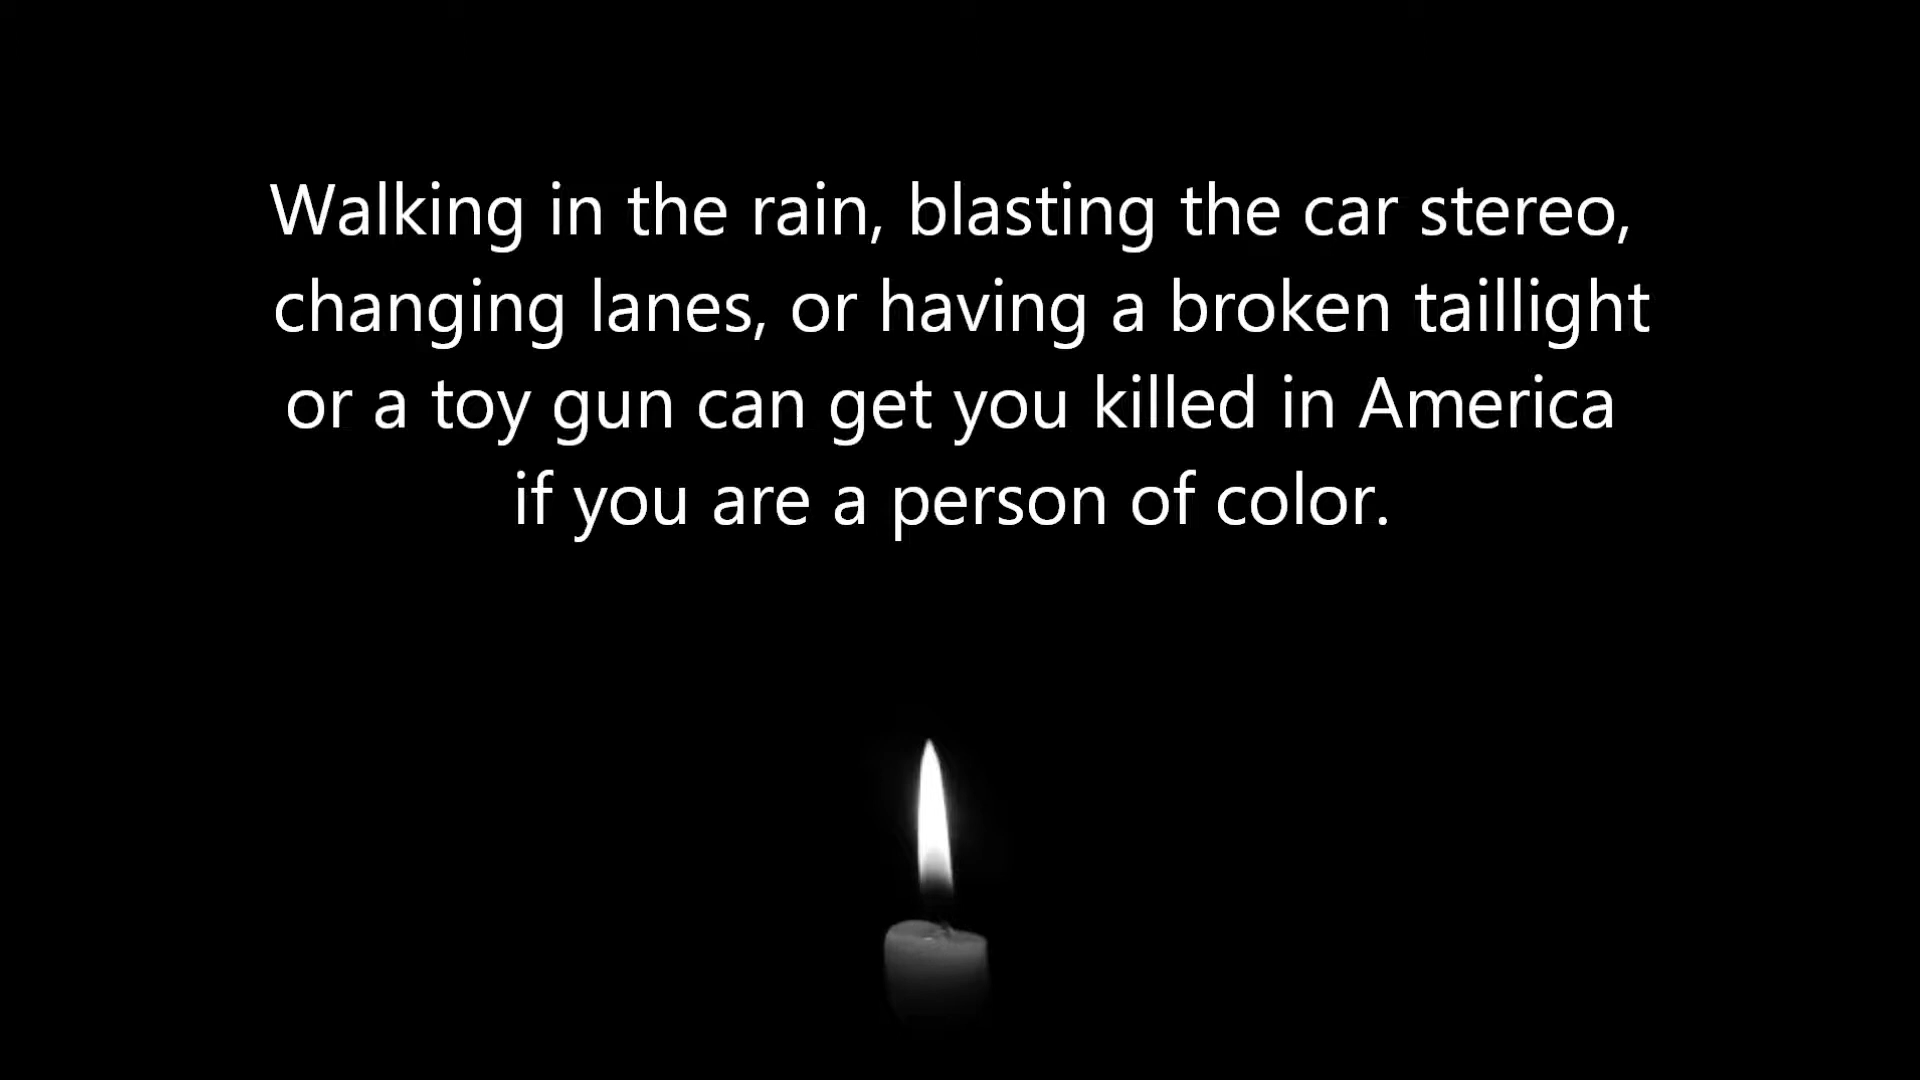 Walking in the rain, blasting the car stereo,
changing lanes, or having a broken taillight
or a toy gun can get you killed in America
if you are a person of color.